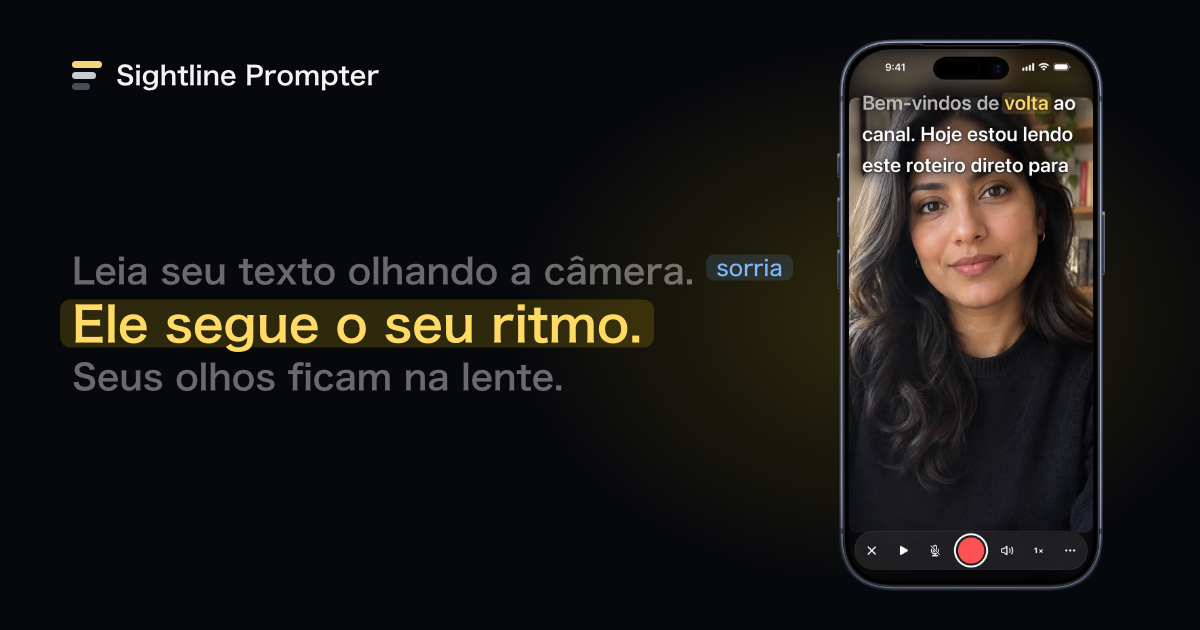 Sightline Prompter
Leia seu texto olhando a câmera. sorria
Ele segue o seu ritmo.
Seus olhos ficam na lente.
9:41
Bem-vindos de volta ao
canal. Hoje estou lendo
este roteiro direto para
1×